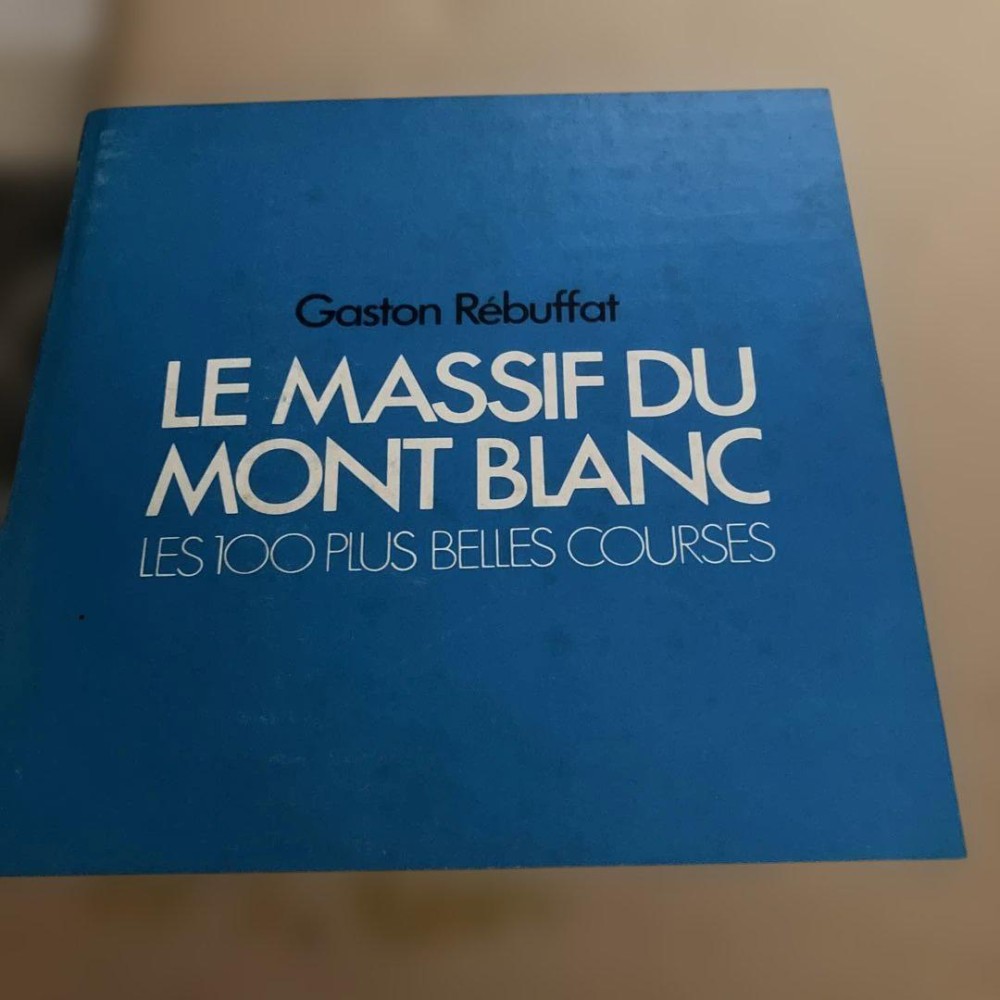 Gaston Rébuffat
LE MASSIF DU
MONT BLANC
LES 100 PLUS BELLES COURSES